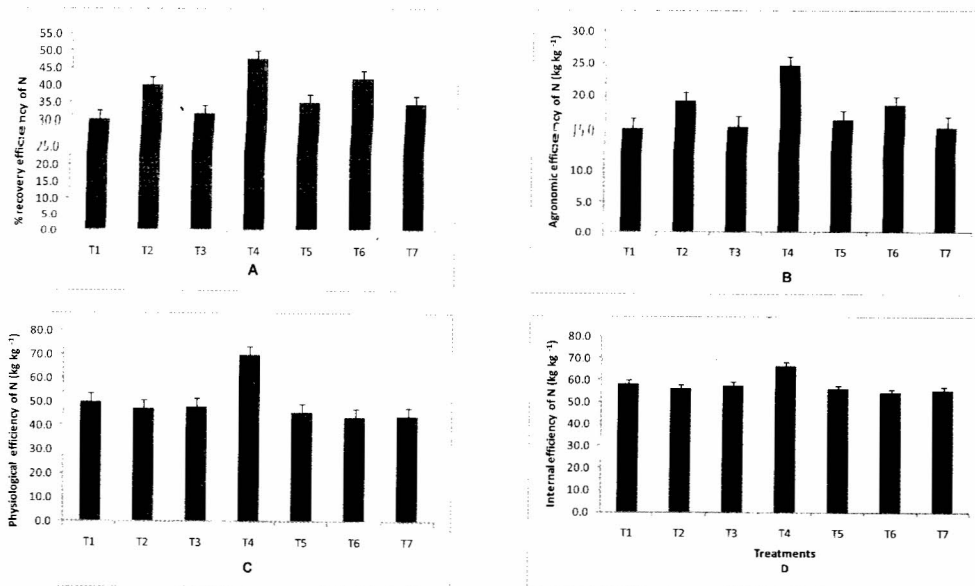 % recovery efficiency of N
55.0
50.0
45.0
40.0
35.0
30.0
25.0
20.0
15.0
10.0
5.0
0.0
T1 T2 T3 T4 T5 T6 T7
A
Agronomic efficiency of N (kg kg⁻¹)
30.0
25.0
20.0
15.0
10.0
5.0
0.0
T1 T2 T3 T4 T5 T6 T7
B
Physiological efficiency of N (kg kg⁻¹)
80.0
70.0
60.0
50.0
40.0
30.0
20.0
10.0
0.0
T1 T2 T3 T4 T5 T6 T7
C
Internal efficiency of N (kg kg⁻¹)
80.0
70.0
60.0
50.0
40.0
30.0
20.0
10.0
0.0
T1 T2 T3 T4 T5 T6 T7
Treatments
D